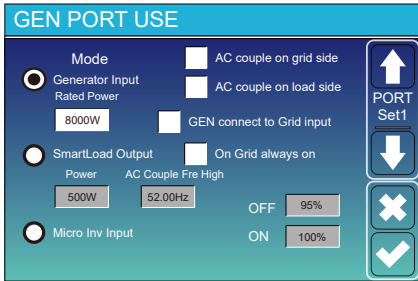 GEN PORT USE
Mode
AC couple on grid side
Generator Input
AC couple on load side
Rated Power
8000W
GEN connect to Grid input
SmartLoad Output
On Grid always on
Power
AC Couple Fre High
500W
52.00Hz
OFF
95%
Micro Inv Input
ON
100%
PORT
Set1